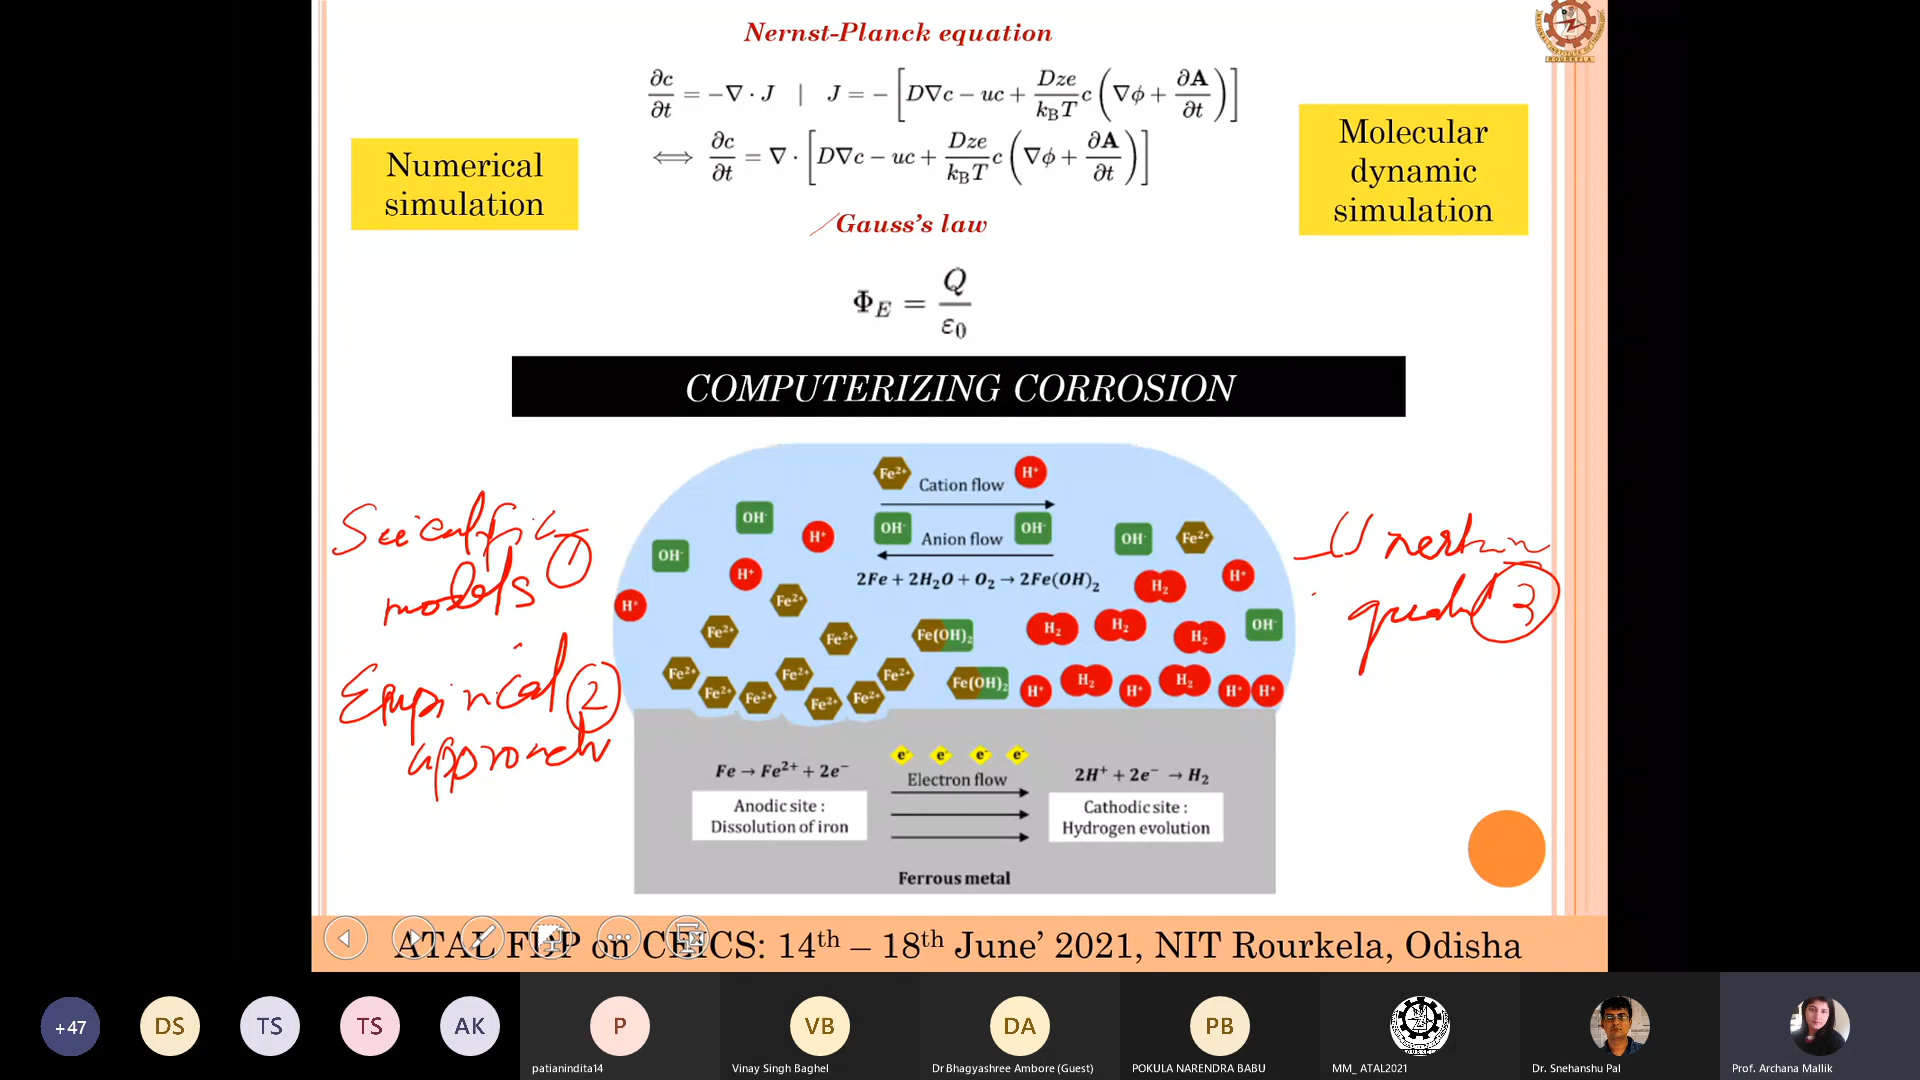 Nernst-Planck equation
∂c/∂t = −∇ · J | J = −[D∇c − uc + Dze/k_BT c(∇ϕ + ∂A/∂t)]
⟺ ∂c/∂t = ∇ · [D∇c − uc + Dze/k_BT c(∇ϕ + ∂A/∂t)]
Numerical
simulation
Molecular
dynamic
simulation
Gauss's law
Φ_E = Q/ε₀
COMPUTERIZING CORROSION
Fe²⁺ Cation flow H⁺
OH⁻ H⁺ OH⁻ Anion flow OH⁻ OH⁻ Fe²⁺
OH⁻ H⁺ 2Fe + 2H₂O + O₂ → 2Fe(OH)₂ H₂ H⁺
H⁺ Fe²⁺
Fe²⁺ Fe²⁺ Fe(OH)₂ H₂ H₂ H₂ OH⁻
Fe²⁺ Fe²⁺ Fe²⁺ Fe²⁺ Fe²⁺ Fe²⁺ Fe²⁺ Fe(OH)₂ H⁺ H₂ H⁺ H₂ H⁺ H⁺
models
1
Empirical 2
approach
3
e⁻ e⁻ e⁻ e⁻
Fe → Fe²⁺ + 2e⁻ Electron flow 2H⁺ + 2e⁻ → H₂
Anodic site :
Dissolution of iron
Cathodic site :
Hydrogen evolution
Ferrous metal
ATAL FDP on CEICS: 14th – 18th June' 2021, NIT Rourkela, Odisha
+47 DS TS TS AK P VB DA PB
patianindita14 Vinay Singh Baghel Dr Bhagyashree Ambore (Guest) POKULA NARENDRA BABU MM_ ATAL2021 Dr. Snehanshu Pal Prof. Archana Mallik